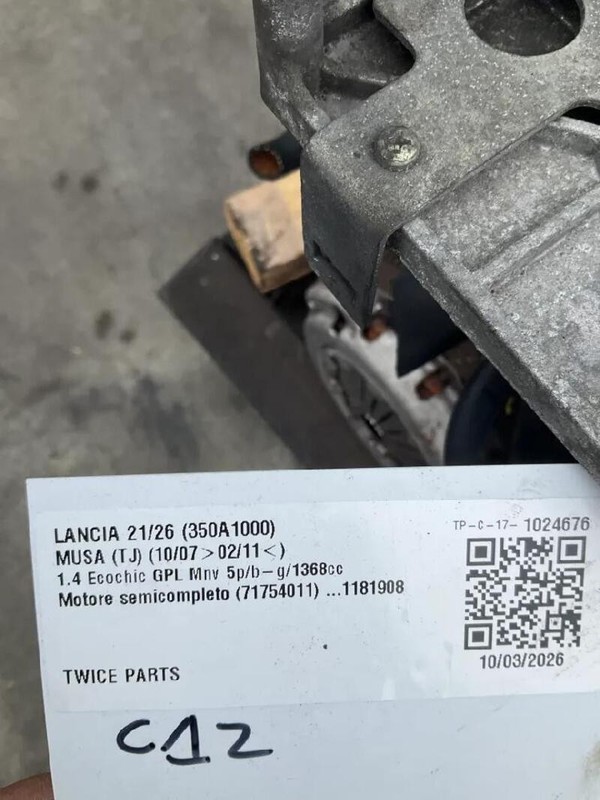 LANCIA 21/26 (350A1000)
TP-C-17- 1024676
MUSA (TJ) (10/07 > 02/11 < )
1.4 Ecochic GPL Mnv 5p/b-g/1368cc
Motore semicompleto (71754011) ...1181908
10/03/2026
TWICE PARTS
C12